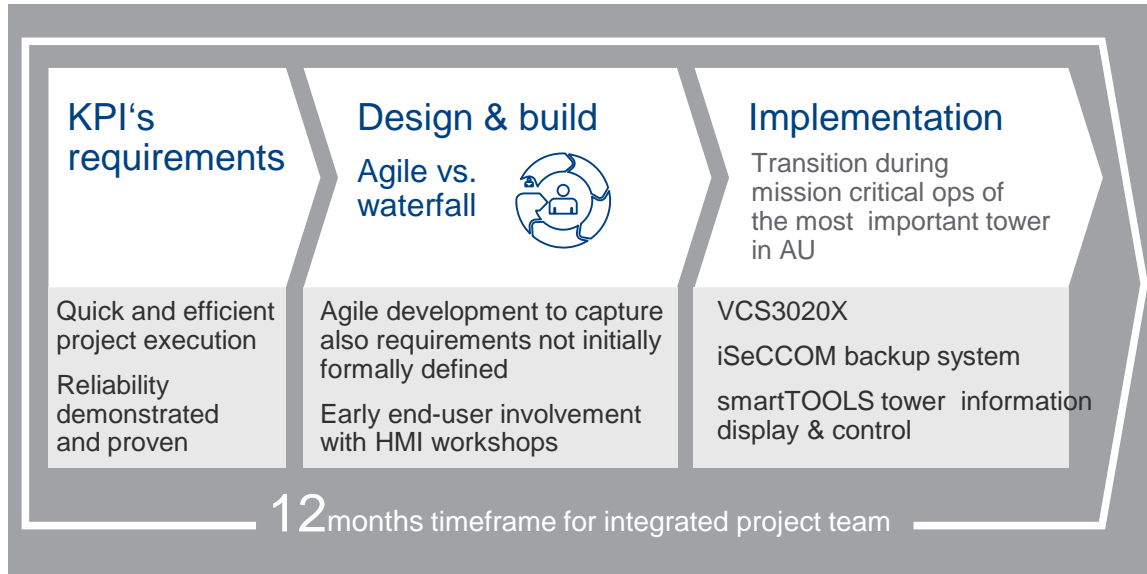 KPI‘s
requirements
Quick and efficient
project execution
Reliability
demonstrated
and proven
Design & build
Agile vs.
waterfall
Agile development to capture
also requirements not initially
formally defined
Early end-user involvement
with HMI workshops
Implementation
Transition during
mission critical ops of
the most important tower
in AU
VCS3020X
iSeCCOM backup system
smartTOOLS tower information
display & control
12months timeframe for integrated project team